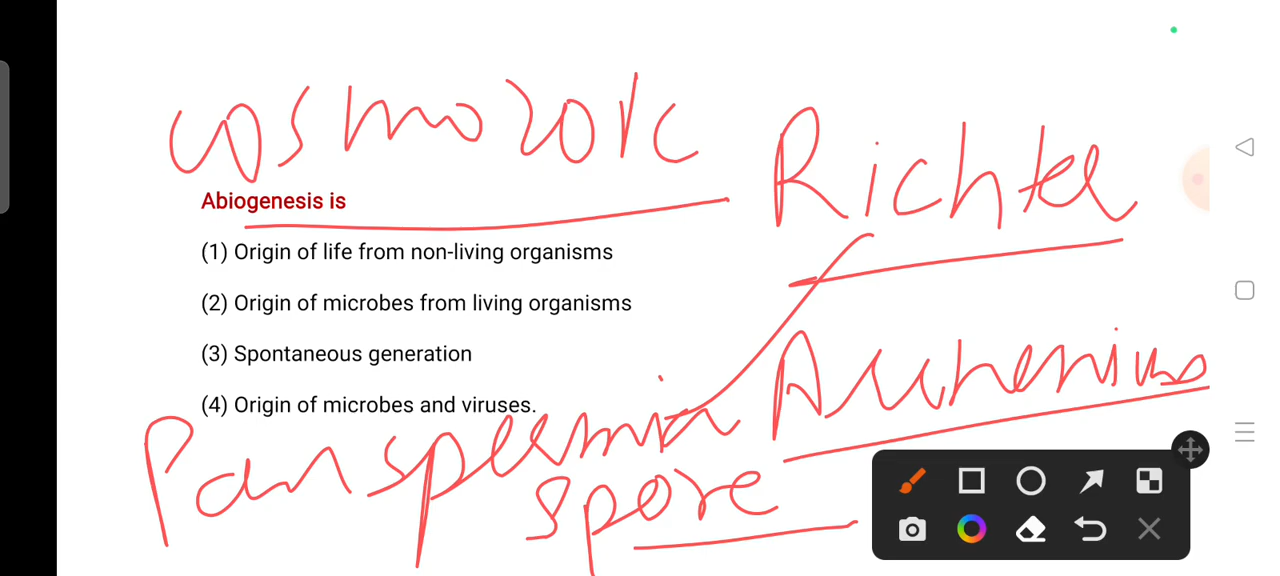 cosmozoic
Richter
Abiogenesis is
(1) Origin of life from non-living organisms
(2) Origin of microbes from living organisms
(3) Spontaneous generation
(4) Origin of microbes and viruses.
Arrhenius
Panspermia
spore